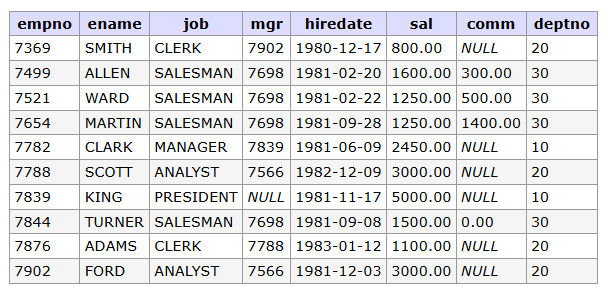 empno ename job mgr hiredate sal comm deptno
7369 SMITH CLERK 7902 1980-12-17 800.00 NULL 20
7499 ALLEN SALESMAN 7698 1981-02-20 1600.00 300.00 30
7521 WARD SALESMAN 7698 1981-02-22 1250.00 500.00 30
7654 MARTIN SALESMAN 7698 1981-09-28 1250.00 1400.00 30
7782 CLARK MANAGER 7839 1981-06-09 2450.00 NULL 10
7788 SCOTT ANALYST 7566 1982-12-09 3000.00 NULL 20
7839 KING PRESIDENT NULL 1981-11-17 5000.00 NULL 10
7844 TURNER SALESMAN 7698 1981-09-08 1500.00 0.00 30
7876 ADAMS CLERK 7788 1983-01-12 1100.00 NULL 20
7902 FORD ANALYST 7566 1981-12-03 3000.00 NULL 20